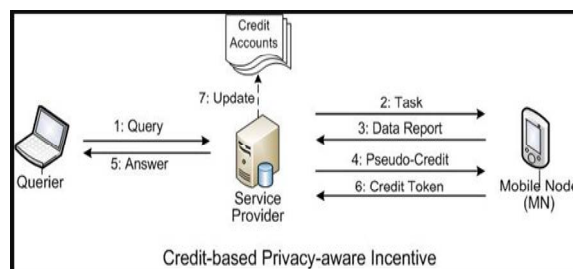 Credit
Accounts
7: Update
1: Query
5: Answer
2: Task
3: Data Report
4: Pseudo-Credit
6: Credit Token
Querier
Service
Provider
Mobile Node
(MN)
Credit-based Privacy-aware Incentive